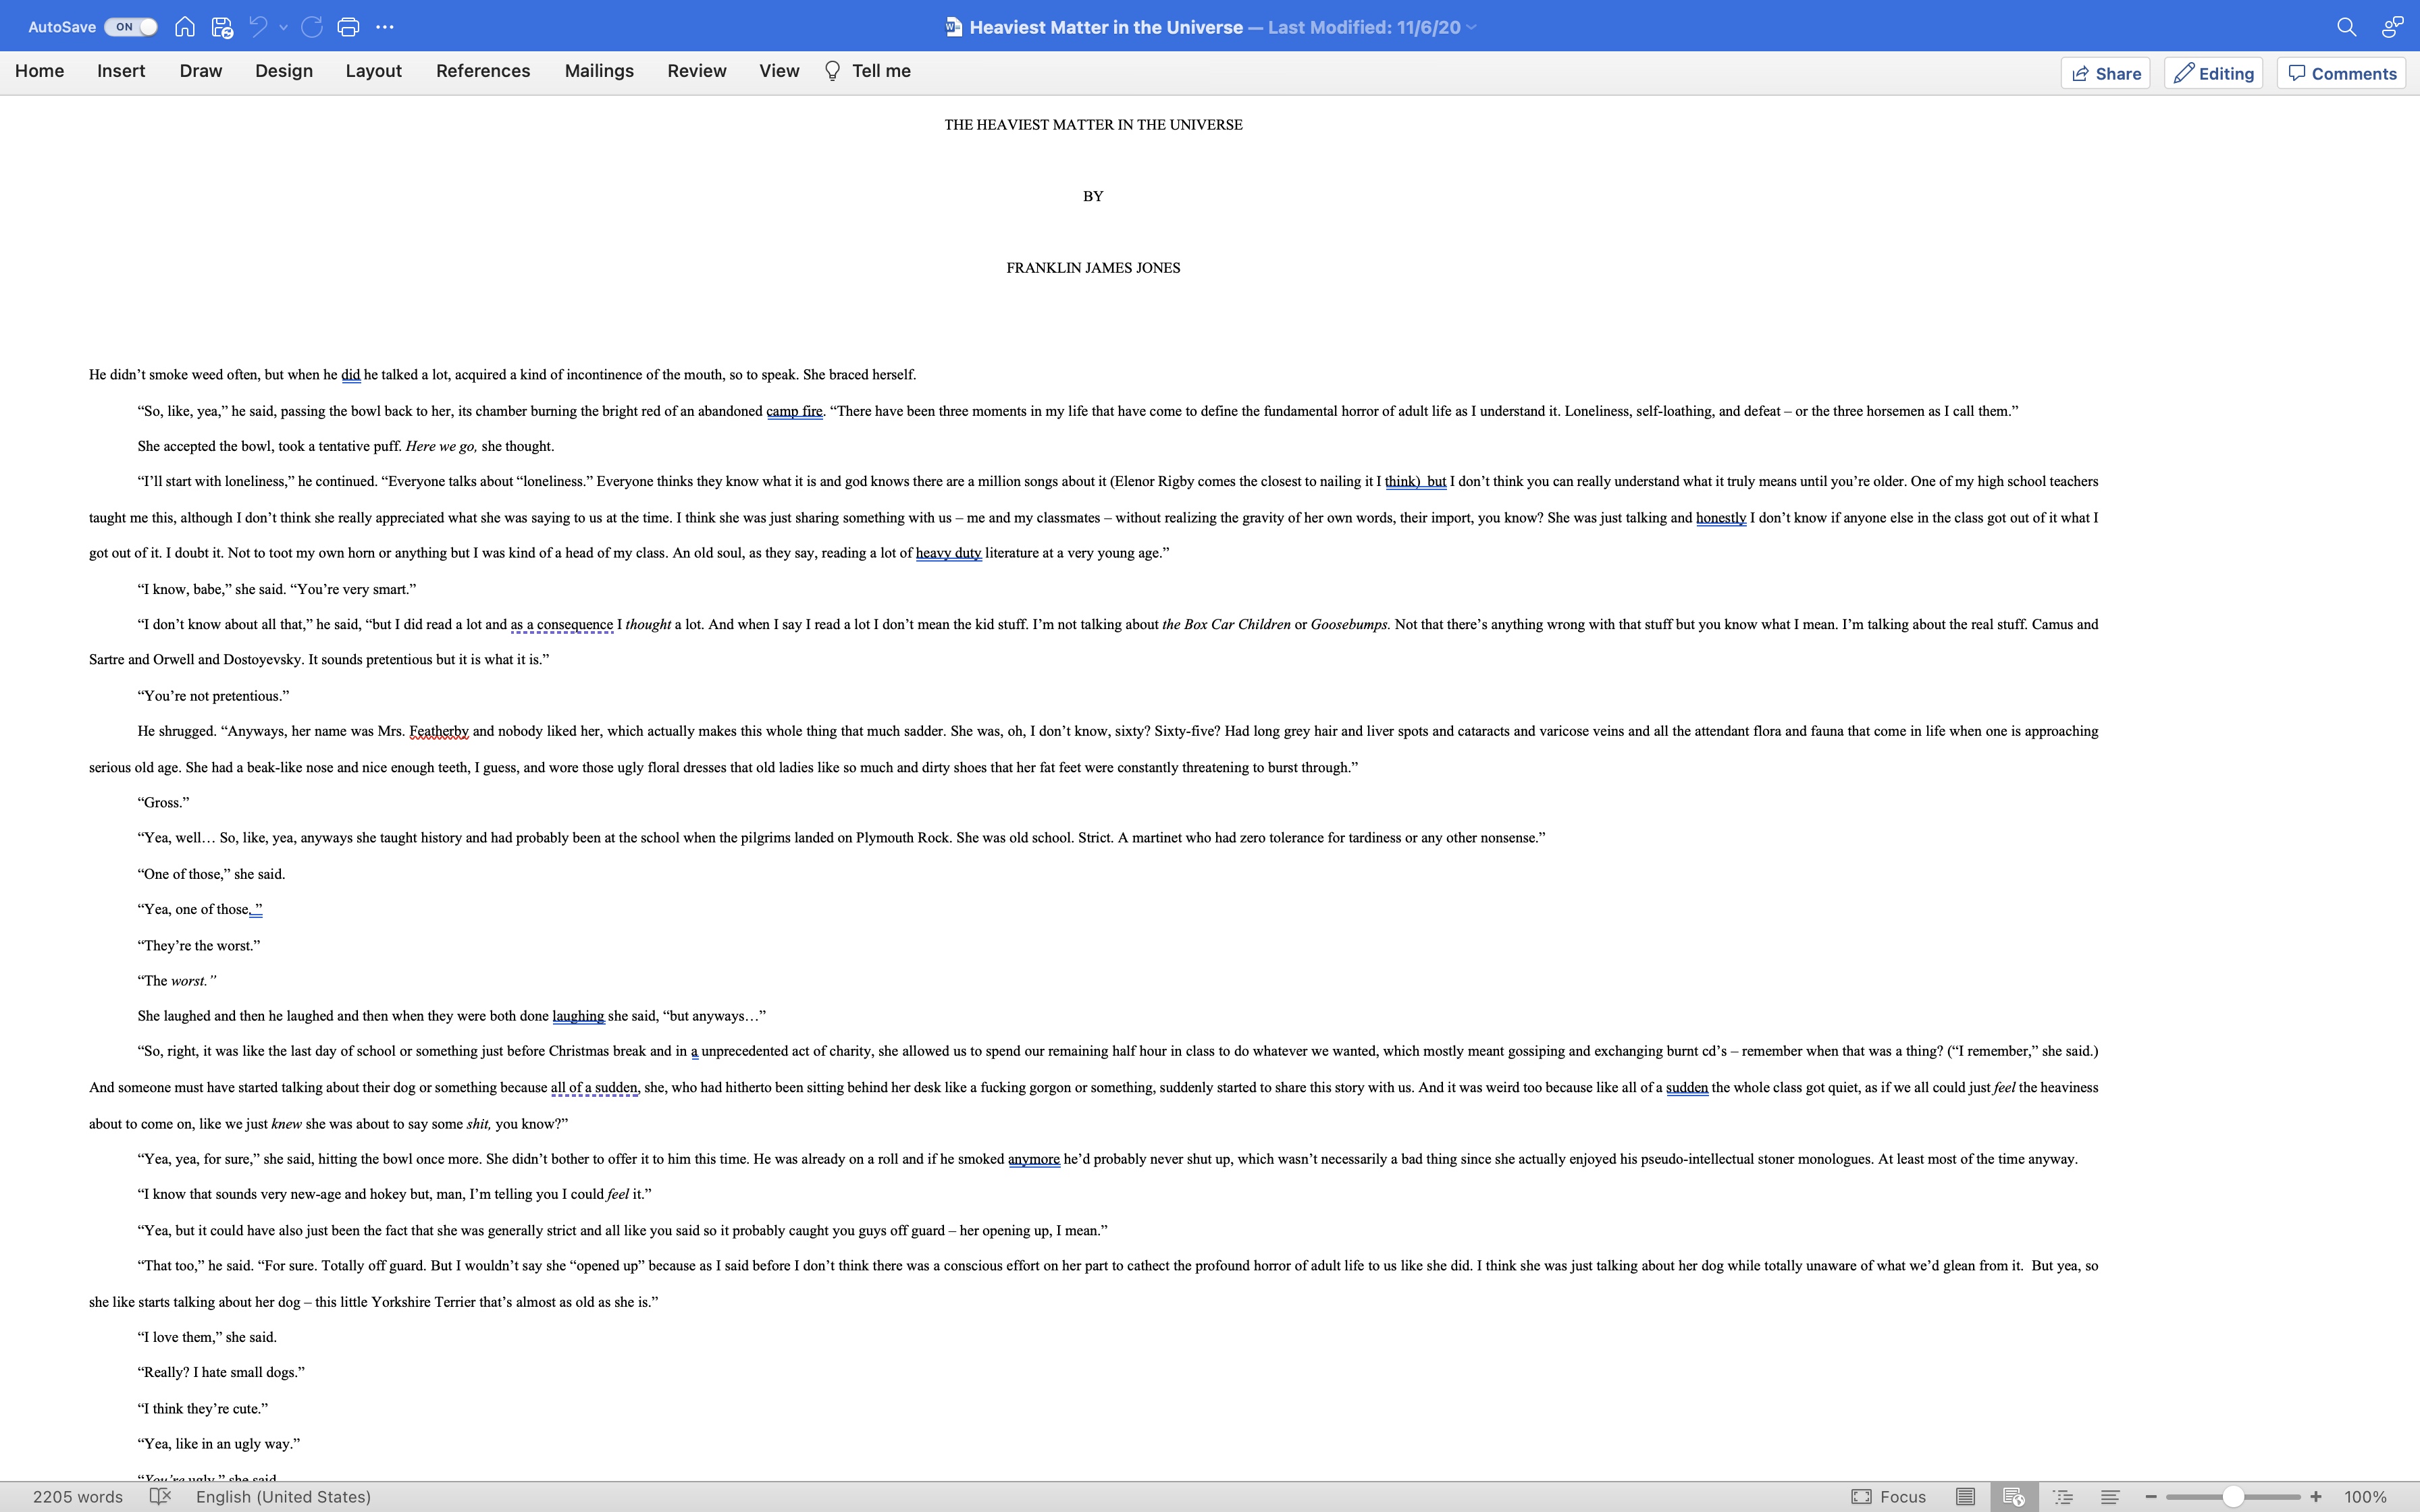 AutoSave ON
Heaviest Matter in the Universe — Last Modified: 11/6/20
Home Insert Draw Design Layout References Mailings Review View Tell me Share Editing Comments
THE HEAVIEST MATTER IN THE UNIVERSE
BY
FRANKLIN JAMES JONES
He didn’t smoke weed often, but when he did he talked a lot, acquired a kind of incontinence of the mouth, so to speak. She braced herself.
“So, like, yea,” he said, passing the bowl back to her, its chamber burning the bright red of an abandoned camp fire. “There have been three moments in my life that have come to define the fundamental horror of adult life as I understand it. Loneliness, self-loathing, and defeat – or the three horsemen as I call them.”
She accepted the bowl, took a tentative puff. Here we go, she thought.
“I’ll start with loneliness,” he continued. “Everyone talks about “loneliness.” Everyone thinks they know what it is and god knows there are a million songs about it (Elenor Rigby comes the closest to nailing it I think) but I don’t think you can really understand what it truly means until you’re older. One of my high school teachers
taught me this, although I don’t think she really appreciated what she was saying to us at the time. I think she was just sharing something with us – me and my classmates – without realizing the gravity of her own words, their import, you know? She was just talking and honestly I don’t know if anyone else in the class got out of it what I
got out of it. I doubt it. Not to toot my own horn or anything but I was kind of a head of my class. An old soul, as they say, reading a lot of heavy duty literature at a very young age.”
“I know, babe,” she said. “You’re very smart.”
“I don’t know about all that,” he said, “but I did read a lot and as a consequence I thought a lot. And when I say I read a lot I don’t mean the kid stuff. I’m not talking about the Box Car Children or Goosebumps. Not that there’s anything wrong with that stuff but you know what I mean. I’m talking about the real stuff. Camus and
Sartre and Orwell and Dostoyevsky. It sounds pretentious but it is what it is.”
“You’re not pretentious.”
He shrugged. “Anyways, her name was Mrs. Featherby and nobody liked her, which actually makes this whole thing that much sadder. She was, oh, I don’t know, sixty? Sixty-five? Had long grey hair and liver spots and cataracts and varicose veins and all the attendant flora and fauna that come in life when one is approaching
serious old age. She had a beak-like nose and nice enough teeth, I guess, and wore those ugly floral dresses that old ladies like so much and dirty shoes that her fat feet were constantly threatening to burst through.”
“Gross.”
“Yea, well… So, like, yea, anyways she taught history and had probably been at the school when the pilgrims landed on Plymouth Rock. She was old school. Strict. A martinet who had zero tolerance for tardiness or any other nonsense.”
“One of those,” she said.
“Yea, one of those. ”
“They’re the worst.”
“The worst.”
She laughed and then he laughed and then when they were both done laughing she said, “but anyways…”
“So, right, it was like the last day of school or something just before Christmas break and in a unprecedented act of charity, she allowed us to spend our remaining half hour in class to do whatever we wanted, which mostly meant gossiping and exchanging burnt cd’s – remember when that was a thing? (“I remember,” she said.)
And someone must have started talking about their dog or something because all of a sudden, she, who had hitherto been sitting behind her desk like a fucking gorgon or something, suddenly started to share this story with us. And it was weird too because like all of a sudden the whole class got quiet, as if we all could just feel the heaviness
about to come on, like we just knew she was about to say some shit, you know?”
“Yea, yea, for sure,” she said, hitting the bowl once more. She didn’t bother to offer it to him this time. He was already on a roll and if he smoked anymore he’d probably never shut up, which wasn’t necessarily a bad thing since she actually enjoyed his pseudo-intellectual stoner monologues. At least most of the time anyway.
“I know that sounds very new-age and hokey but, man, I’m telling you I could feel it.”
“Yea, but it could have also just been the fact that she was generally strict and all like you said so it probably caught you guys off guard – her opening up, I mean.”
“That too,” he said. “For sure. Totally off guard. But I wouldn’t say she “opened up” because as I said before I don’t think there was a conscious effort on her part to cathect the profound horror of adult life to us like she did. I think she was just talking about her dog while totally unaware of what we’d glean from it.  But yea, so
she like starts talking about her dog – this little Yorkshire Terrier that’s almost as old as she is.”
“I love them,” she said.
“Really? I hate small dogs.”
“I think they’re cute.”
“Yea, like in an ugly way.”
“You’re ugly,” she said.
2205 words English (United States) Focus 100%